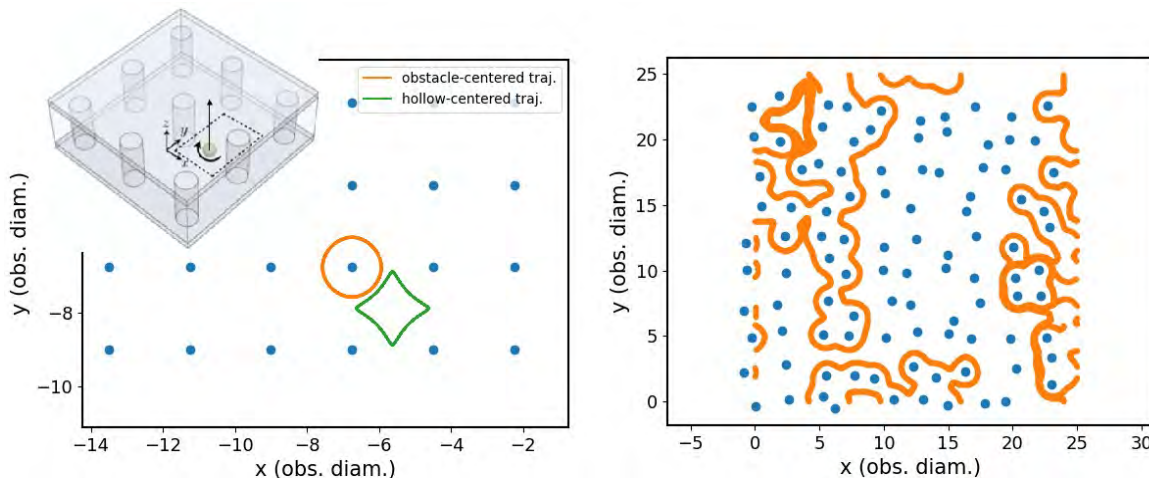 z
y
x
obstacle-centered traj.
hollow-centered traj.
y (obs. diam.)
−8
−10
−14
−12
−10
−8
−6
−4
−2
x (obs. diam.)
y (obs. diam.)
25
20
15
10
5
0
−5
0
5
10
15
20
25
30
x (obs. diam.)